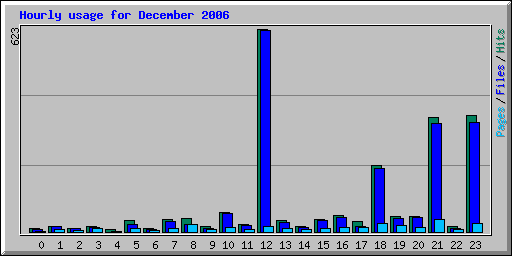 Hourly usage for December 2006
623
Pages / Files / Hits
0 1 2 3 4 5 6 7 8 9 10 11 12 13 14 15 16 17 18 19 20 21 22 23